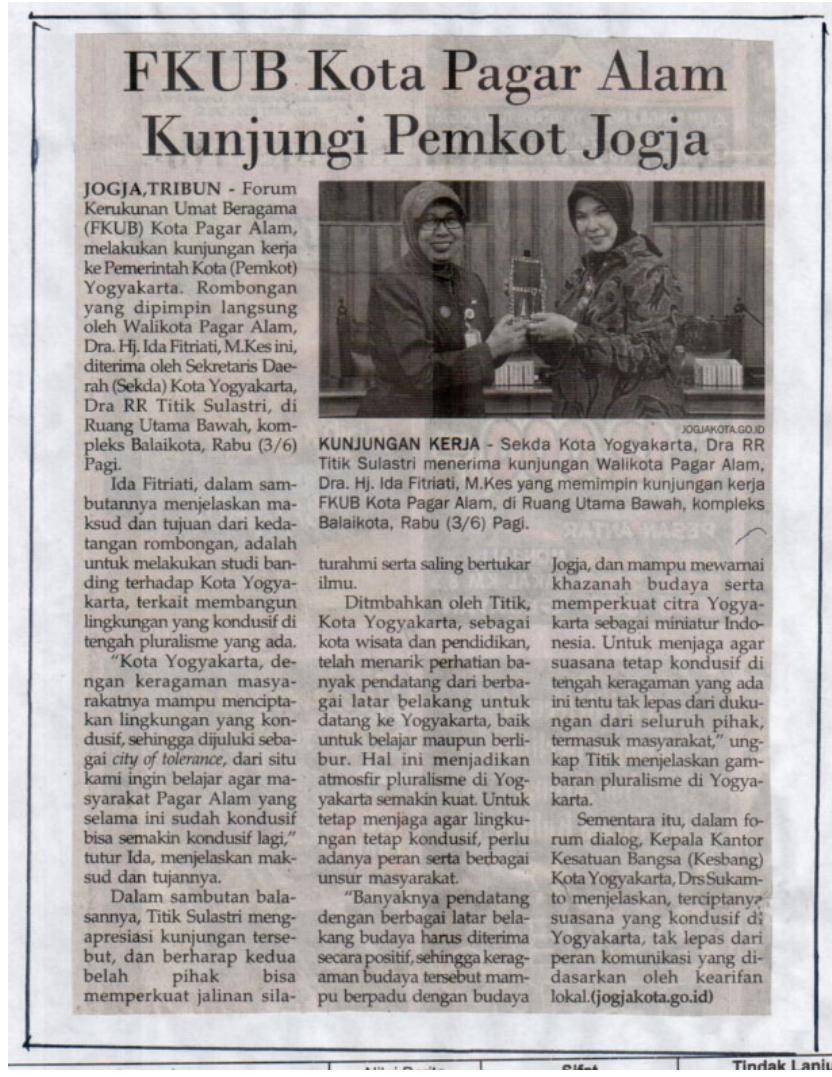 FKUB Kota Pagar Alam
Kunjungi Pemkot Jogja
JOGJA,TRIBUN - Forum
Kerukunan Umat Beragama
(FKUB) Kota Pagar Alam,
melakukan kunjungan kerja
ke Pemerintah Kota (Pemkot)
Yogyakarta. Rombongan
yang dipimpin langsung
oleh Walikota Pagar Alam,
Dra. Hj. Ida Fitriati, M.Kes ini,
diterima oleh Sekretaris Dae-
rah (Sekda) Kota Yogyakarta,
Dra RR Titik Sulastri, di
Ruang Utama Bawah, kom-
pleks Balaikota, Rabu (3/6)
Pagi.
Ida Fitriati, dalam sam-
butannya menjelaskan mak-
sud dan tujuan dari keda-
tangan rombongan, adalah
untuk melakukan studi ban-
ding terhadap Kota Yogya-
karta, terkait membangun
lingkungan yang kondusif di
tengah pluralisme yang ada.
"Kota Yogyakarta, de-
ngan keragaman masya-
rakatnya mampu mencipta-
kan lingkungan yang kon-
dusif, sehingga dijuluki seba-
gai city of tolerance, dari situ
kami ingin belajar agar ma-
syarakat Pagar Alam yang
selama ini sudah kondusif
bisa semakin kondusif lagi,"
tutur Ida, menjelaskan mak-
sud dan tujannya.
Dalam sambutan bala-
sannya, Titik Sulastri meng-
apresiasi kunjungan terse-
but, dan berharap kedua
belah pihak bisa
memperkuat jalinan sila-
JOGJAKOTA.GO.ID
KUNJUNGAN KERJA - Sekda Kota Yogyakarta, Dra RR
Titik Sulastri menerima kunjungan Walikota Pagar Alam,
Dra. Hj. Ida Fitriati, M.Kes yang memimpin kunjungan kerja
FKUB Kota Pagar Alam, di Ruang Utama Bawah, kompleks
Balaikota, Rabu (3/6) Pagi.
turahmi serta saling bertukar
ilmu.
Ditmbahkan oleh Titik,
Kota Yogyakarta, sebagai
kota wisata dan pendidikan,
telah menarik perhatian ba-
nyak pendatang dari berba-
gai latar belakang untuk
datang ke Yogyakarta, baik
untuk belajar maupun berli-
bur. Hal ini menjadikan
atmosfir pluralisme di Yog-
yakarta semakin kuat. Untuk
tetap menjaga agar lingku-
ngan tetap kondusif, perlu
adanya peran serta berbagai
unsur masyarakat.
"Banyaknya pendatang
dengan berbagai latar bela-
kang budaya harus diterima
secara positif, sehingga kerag-
aman budaya tersebut mam-
pu berpadu dengan budaya
Jogja, dan mampu mewarnai
khazanah budaya serta
memperkuat citra Yogya-
karta sebagai miniatur Indo-
nesia. Untuk menjaga agar
suasana tetap kondusif di
tengah keragaman yang ada
ini tentu tak lepas dari duku-
ngan dari seluruh pihak,
termasuk masyarakat," ung-
kap Titik menjelaskan gam-
baran pluralisme di Yogya-
karta.
Sementara itu, dalam fo-
rum dialog, Kepala Kantor
Kesatuan Bangsa (Kesbang)
Kota Yogyakarta, Drs Sukam-
to menjelaskan, terciptanya
suasana yang kondusif di
Yogyakarta, tak lepas dari
peran komunikasi yang di-
dasarkan oleh kearifan
lokal.(jogjakota.go.id)
Nilai Berita
Sifat
Tindak Lanju